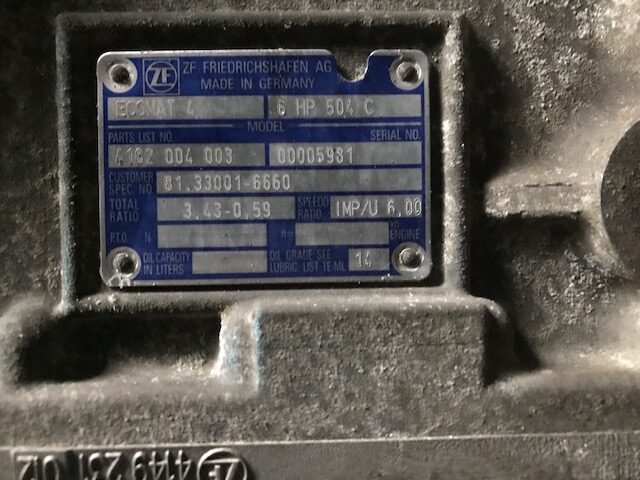 ZF FRIEDRICHSHAFEN AG
MADE IN GERMANY
ECOMAT 4 6 HP 504 C
MODEL
PARTS LIST NO SERIAL NO.
4182 004 003 00005981
CUSTOMER SPEC NO. 81.33001-6660
TOTAL RATIO 3.43-0,59 SPEEDO RATIO IMP/U 6,00
P.T.O. N n= ENGINE
OIL CAPACITY IN LITERS OIL GRADE SEE LUBRIC. LIST TE-ML 14
ZF 4149 231 012